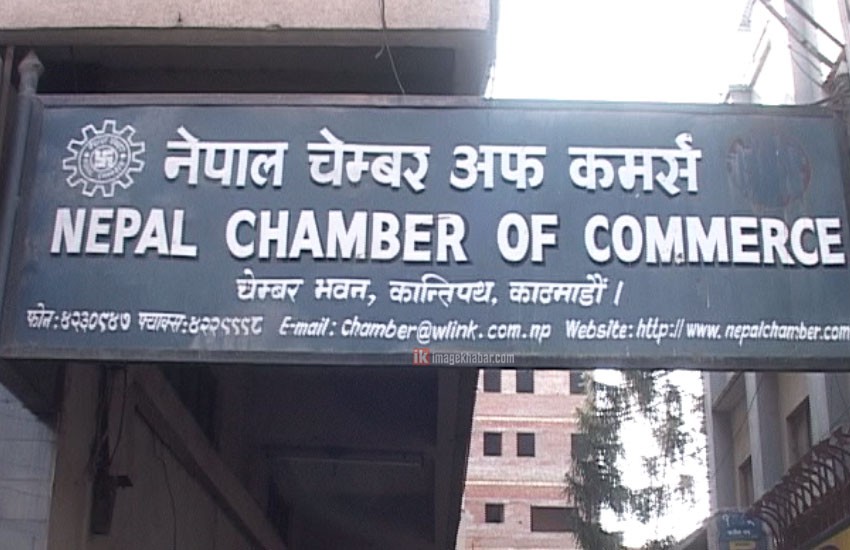 नेपाल चेम्बर अफ कमर्स
NEPAL CHAMBER OF COMMERCE
चेम्बर भवन, कान्तिपथ, काठमाडौं ।
फोन:४२३०९४७ फ्याक्स:४२२९९९८ E-mail: chamber@wlink.com.np Website: http://www.nepalchamber.com
ik imagekhabar.com